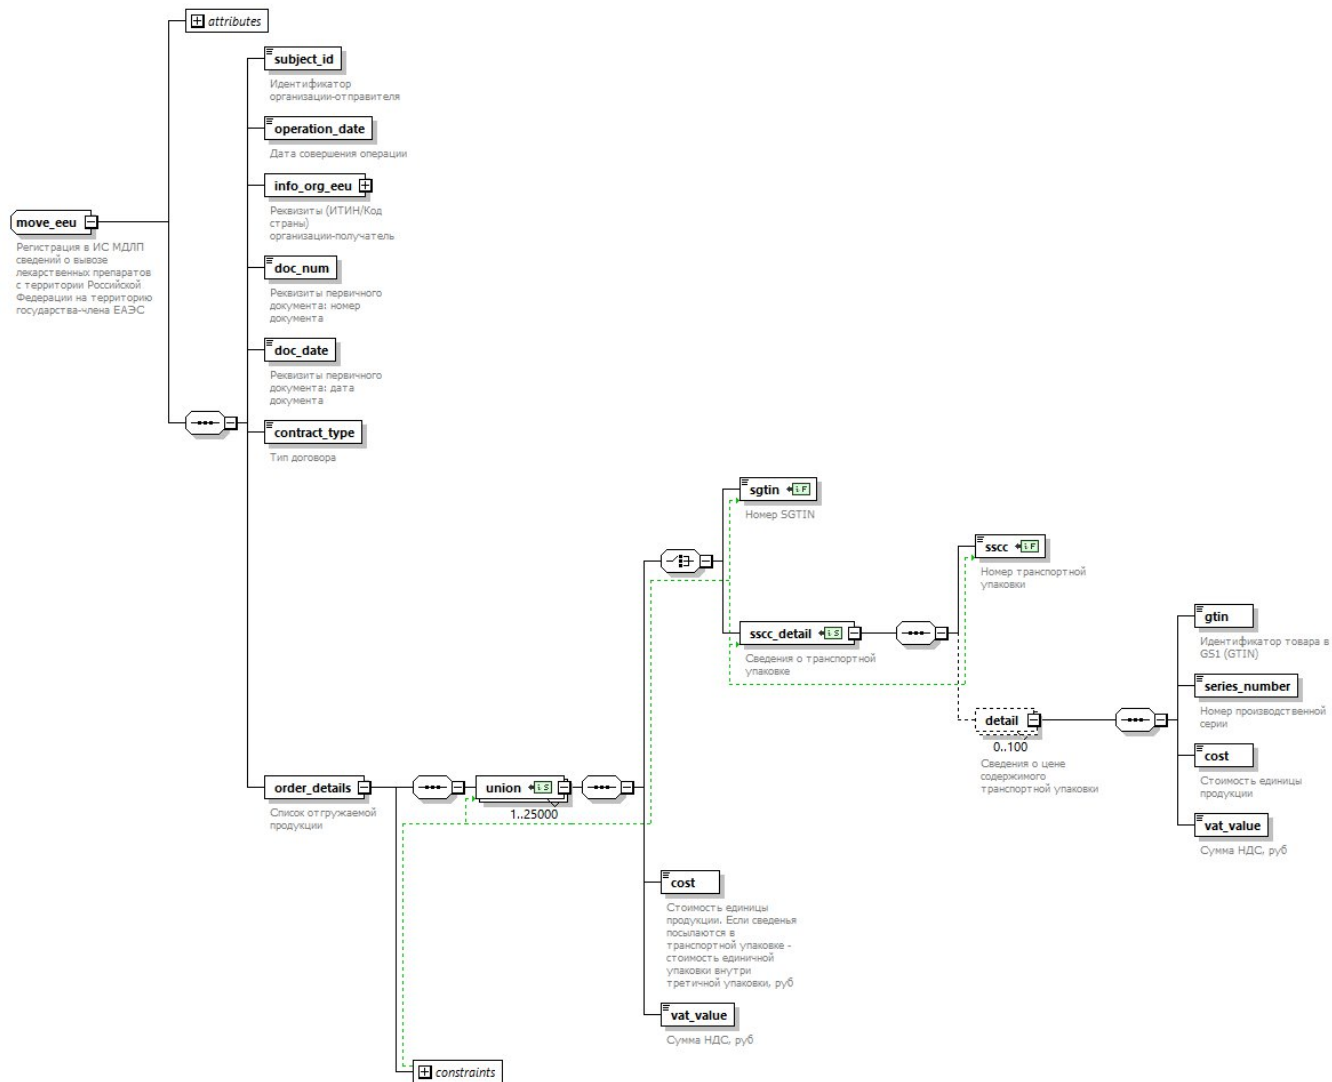 attributes
subject_id
Идентификатор
организации-отправителя
operation_date
Дата совершения операции
info_org_eeu
Реквизиты (ИТИН/Код
страны)
организации-получатель
move_eeu
Регистрация в ИС МДЛП
сведений о вывозе
лекарственных препаратов
с территории Российской
Федерации на территорию
государства-члена ЕАЭС
doc_num
Реквизиты первичного
документа: номер
документа
doc_date
Реквизиты первичного
документа: дата
документа
contract_type
Тип договора
sgtin iF
Номер SGTIN
sscc iF
Номер транспортной
упаковки
sscc_detail iS
Сведения о транспортной
упаковке
gtin
Идентификатор товара в
GS1 (GTIN)
series_number
Номер производственной
серии
detail
0..100
Сведения о цене
содержимого
транспортной упаковки
cost
Стоимость единицы
продукции
vat_value
Сумма НДС, руб
order_details
Список отгружаемой
продукции
union iS
1..25000
cost
Стоимость единицы
продукции. Если сведенья
посылаются в
транспортной упаковке -
стоимость единичной
упаковки внутри
третичной упаковки, руб
vat_value
Сумма НДС, руб
constraints